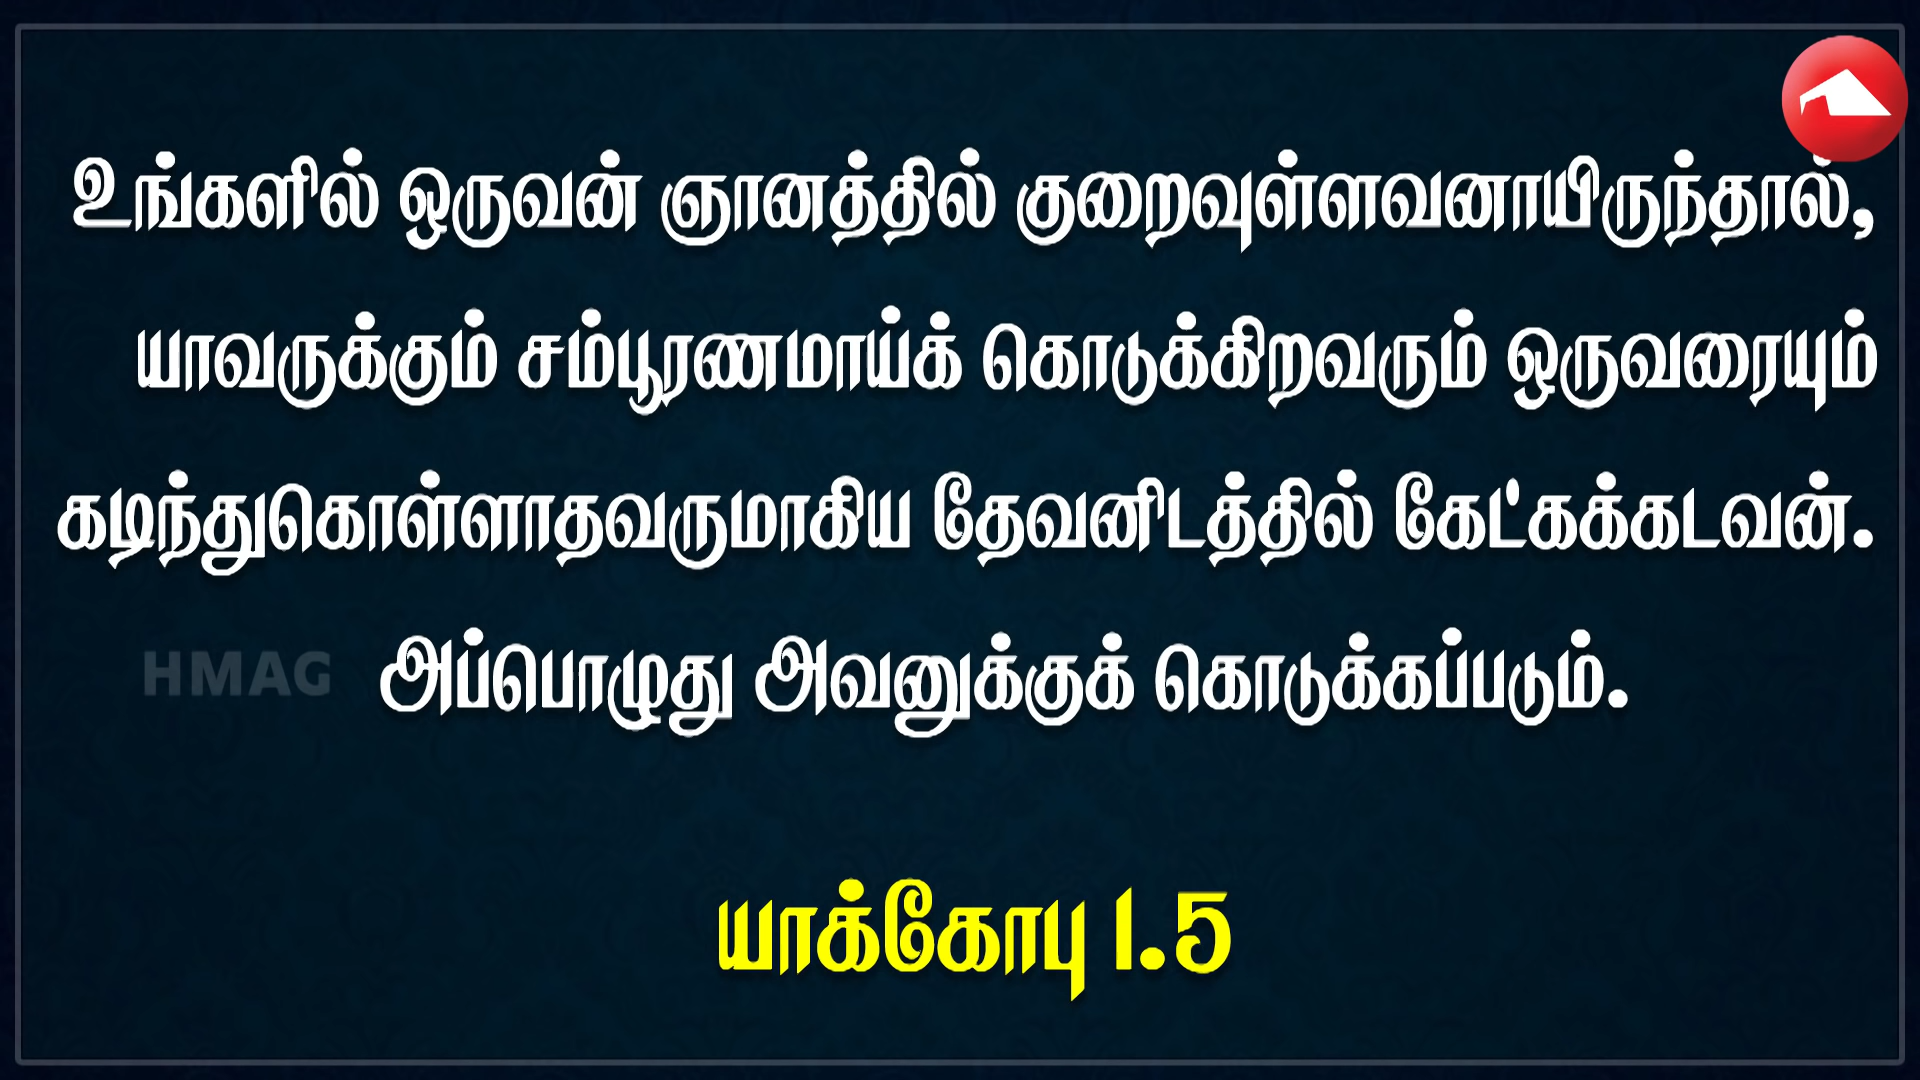 உங்களில் ஒருவன் ஞானத்தில் குறைவுள்ளவனாயிருந்தால்,
யாவருக்கும் சம்பூரணமாய்க் கொடுக்கிறவரும் ஒருவரையும்
கடிந்துகொள்ளாதவருமாகிய தேவனிடத்தில் கேட்கக்கடவன்.
HMAG
அப்பொழுது அவனுக்குக் கொடுக்கப்படும்.
யாக்கோபு 1.5